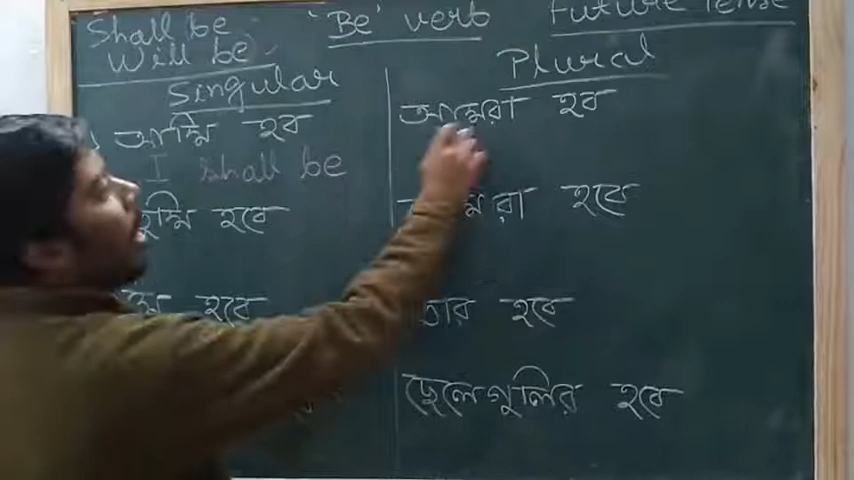 Shall be 'Be' verb Future Tense
Will be
Singular Plural
আমি হব আমরা হব
I shall be
হবে রা হবে
হবে তার হবে
ছেলেগুলির হবে